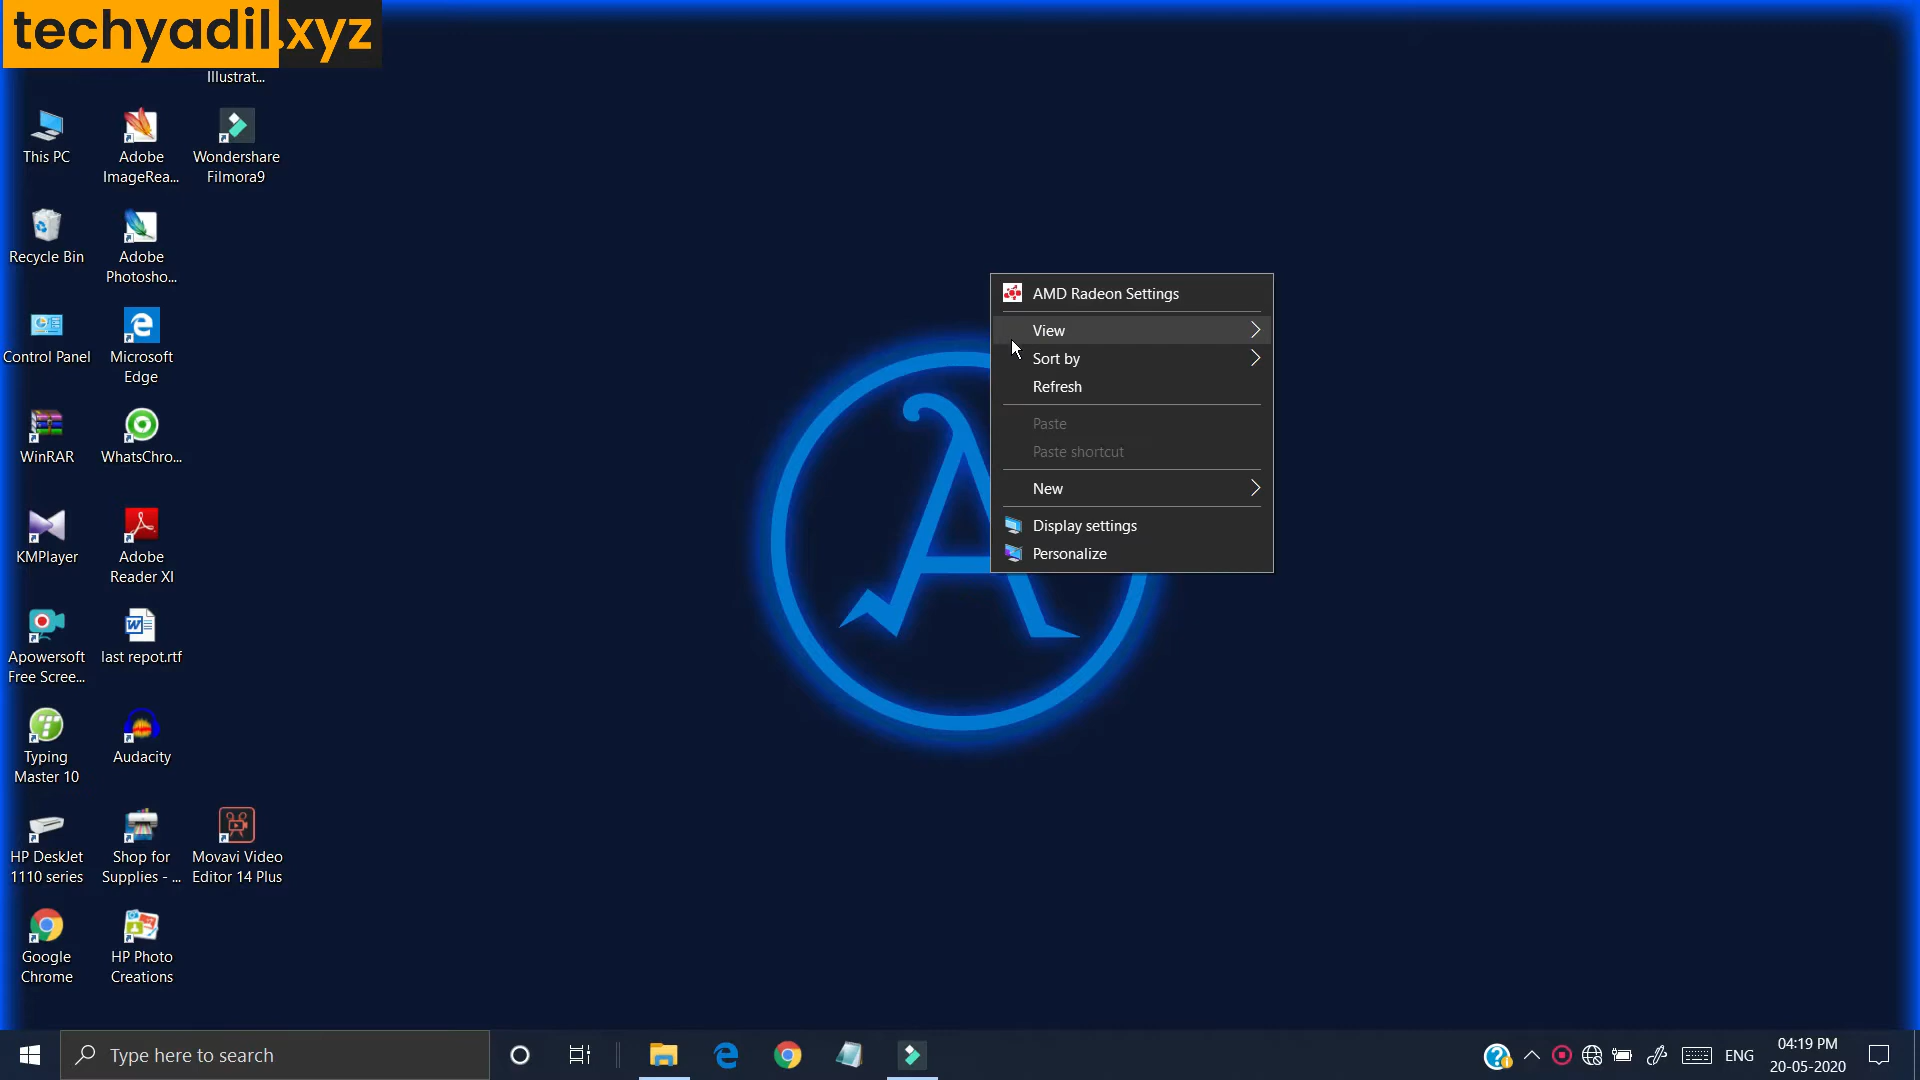 techyadil.xyz
Illustrat...
This PC
Adobe
ImageRea...
Wondershare
Filmora9
Recycle Bin
Adobe
Photosho...
Control Panel
Microsoft
Edge
WinRAR
WhatsChro...
KMPlayer
Adobe
Reader XI
Apowersoft
Free Scree...
last repot.rtf
Typing
Master 10
Audacity
HP DeskJet
1110 series
Shop for
Supplies - ...
Movavi Video
Editor 14 Plus
Google
Chrome
HP Photo
Creations
AMD Radeon Settings
View
Sort by
Refresh
Paste
Paste shortcut
New
Display settings
Personalize
A
Type here to search
ENG
04:19 PM
20-05-2020